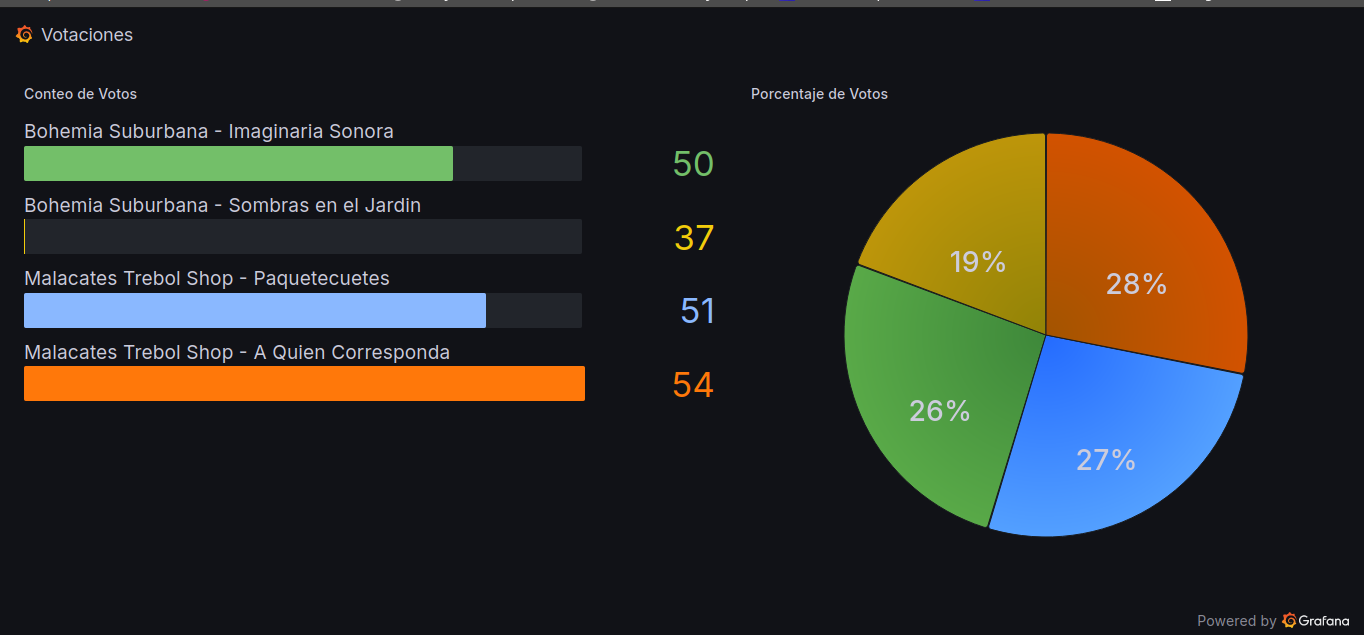 Votaciones
Conteo de Votos
Bohemia Suburbana - Imaginaria Sonora
50
Bohemia Suburbana - Sombras en el Jardin
37
Malacates Trebol Shop - Paquetecuetes
51
Malacates Trebol Shop - A Quien Corresponda
54
Porcentaje de Votos
19%
28%
26%
27%
Powered by Grafana